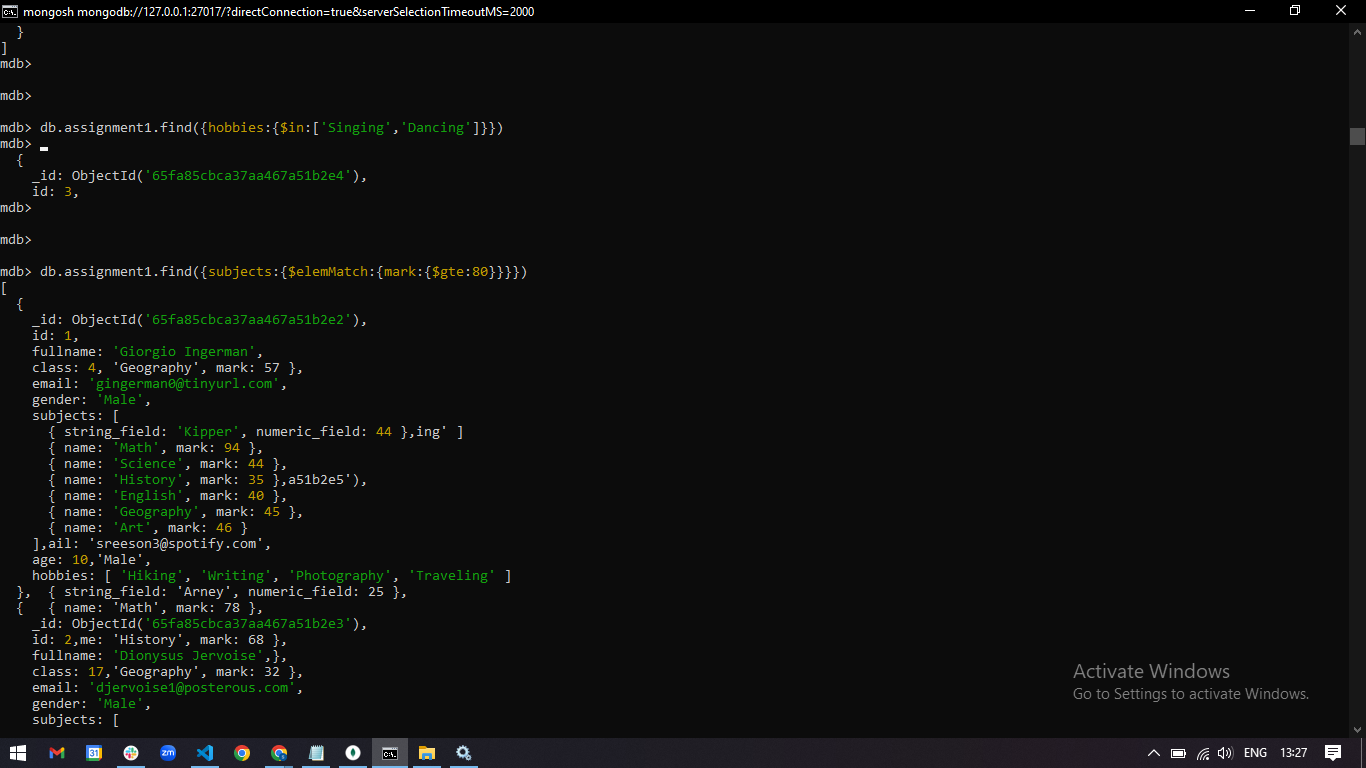 mongosh mongodb://127.0.0.1:27017/?directConnection=true&serverSelectionTimeoutMS=2000
  }
]
mdb>
mdb>
mdb> db.assignment1.find({hobbies:{$in:['Singing','Dancing']}})
mdb>
  {
    _id: ObjectId('65fa85cbca37aa467a51b2e4'),
    id: 3,
mdb>
mdb>
mdb> db.assignment1.find({subjects:{$elemMatch:{mark:{$gte:80}}}})
[
  {
    _id: ObjectId('65fa85cbca37aa467a51b2e2'),
    id: 1,
    fullname: 'Giorgio Ingerman',
    class: 4, 'Geography', mark: 57 },
    email: 'gingerman0@tinyurl.com',
    gender: 'Male',
    subjects: [
      { string_field: 'Kipper', numeric_field: 44 },ing' ]
      { name: 'Math', mark: 94 },
      { name: 'Science', mark: 44 },
      { name: 'History', mark: 35 },a51b2e5'),
      { name: 'English', mark: 40 },
      { name: 'Geography', mark: 45 },
      { name: 'Art', mark: 46 }
    ],ail: 'sreeson3@spotify.com',
    age: 10,'Male',
    hobbies: [ 'Hiking', 'Writing', 'Photography', 'Traveling' ]
  },  { string_field: 'Arney', numeric_field: 25 },
  {   { name: 'Math', mark: 78 },
    _id: ObjectId('65fa85cbca37aa467a51b2e3'),
    id: 2,me: 'History', mark: 68 },
    fullname: 'Dionysus Jervoise',},
    class: 17,'Geography', mark: 32 },
    email: 'djervoise1@posterous.com',
    gender: 'Male',
    subjects: [
Activate Windows
Go to Settings to activate Windows.
31
zm
ENG
13:27